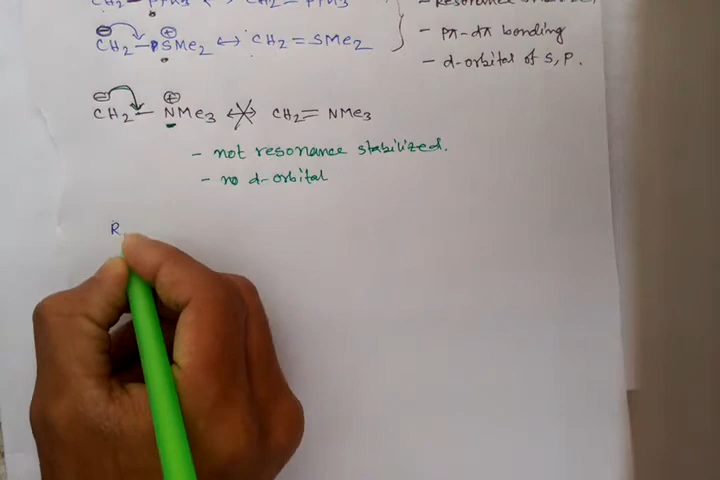 ⊖ ⊕
CH2 – SMe2 ↔ CH2 = SMe2
- pπ-dπ bonding
- d-orbital of S, P.
⊖ ⊕
CH2 – NMe3 ↮ CH2 = NMe3
- not resonance stabilized.
- no d-orbital
R